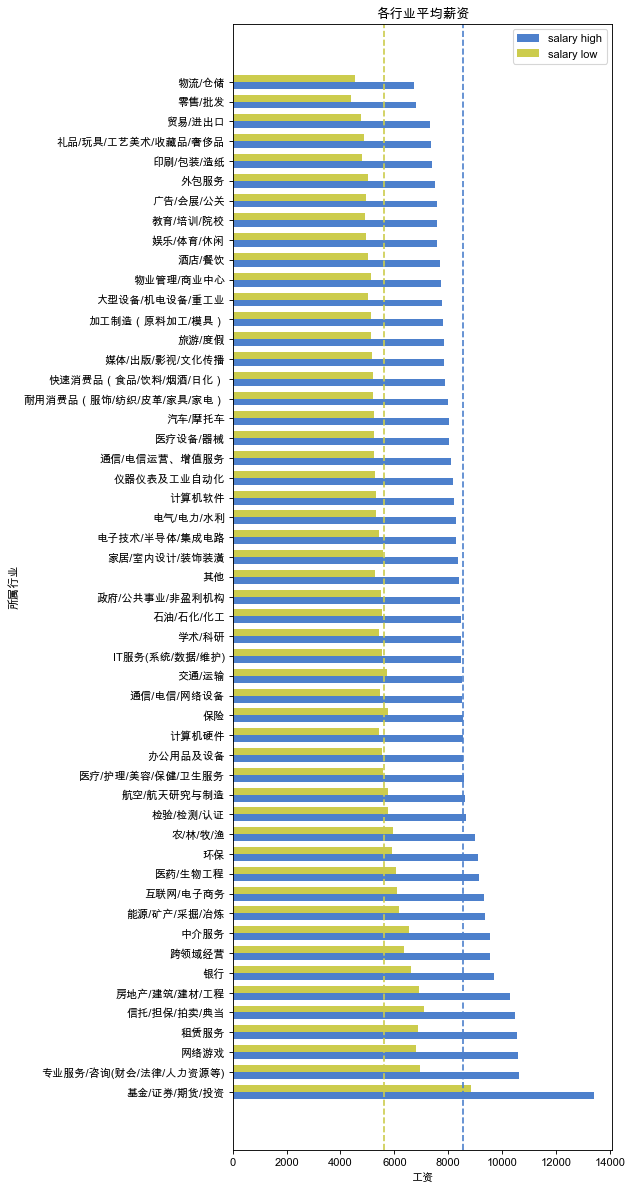 各行业平均薪资
salary high
salary low
物流/仓储
零售/批发
贸易/进出口
礼品/玩具/工艺美术/收藏品/奢侈品
印刷/包装/造纸
外包服务
广告/会展/公关
教育/培训/院校
娱乐/体育/休闲
酒店/餐饮
物业管理/商业中心
大型设备/机电设备/重工业
加工制造（原料加工/模具）
旅游/度假
媒体/出版/影视/文化传播
快速消费品（食品/饮料/烟酒/日化）
耐用消费品（服饰/纺织/皮革/家具/家电）
汽车/摩托车
医疗设备/器械
通信/电信运营、增值服务
仪器仪表及工业自动化
计算机软件
电气/电力/水利
电子技术/半导体/集成电路
家居/室内设计/装饰装潢
其他
政府/公共事业/非盈利机构
石油/石化/化工
学术/科研
IT服务(系统/数据/维护)
交通/运输
通信/电信/网络设备
保险
计算机硬件
办公用品及设备
医疗/护理/美容/保健/卫生服务
航空/航天研究与制造
检验/检测/认证
农/林/牧/渔
环保
医药/生物工程
互联网/电子商务
能源/矿产/采掘/冶炼
中介服务
跨领域经营
银行
房地产/建筑/建材/工程
信托/担保/拍卖/典当
租赁服务
网络游戏
专业服务/咨询(财会/法律/人力资源等)
基金/证券/期货/投资
所属行业
0 2000 4000 6000 8000 10000 12000 14000
工资